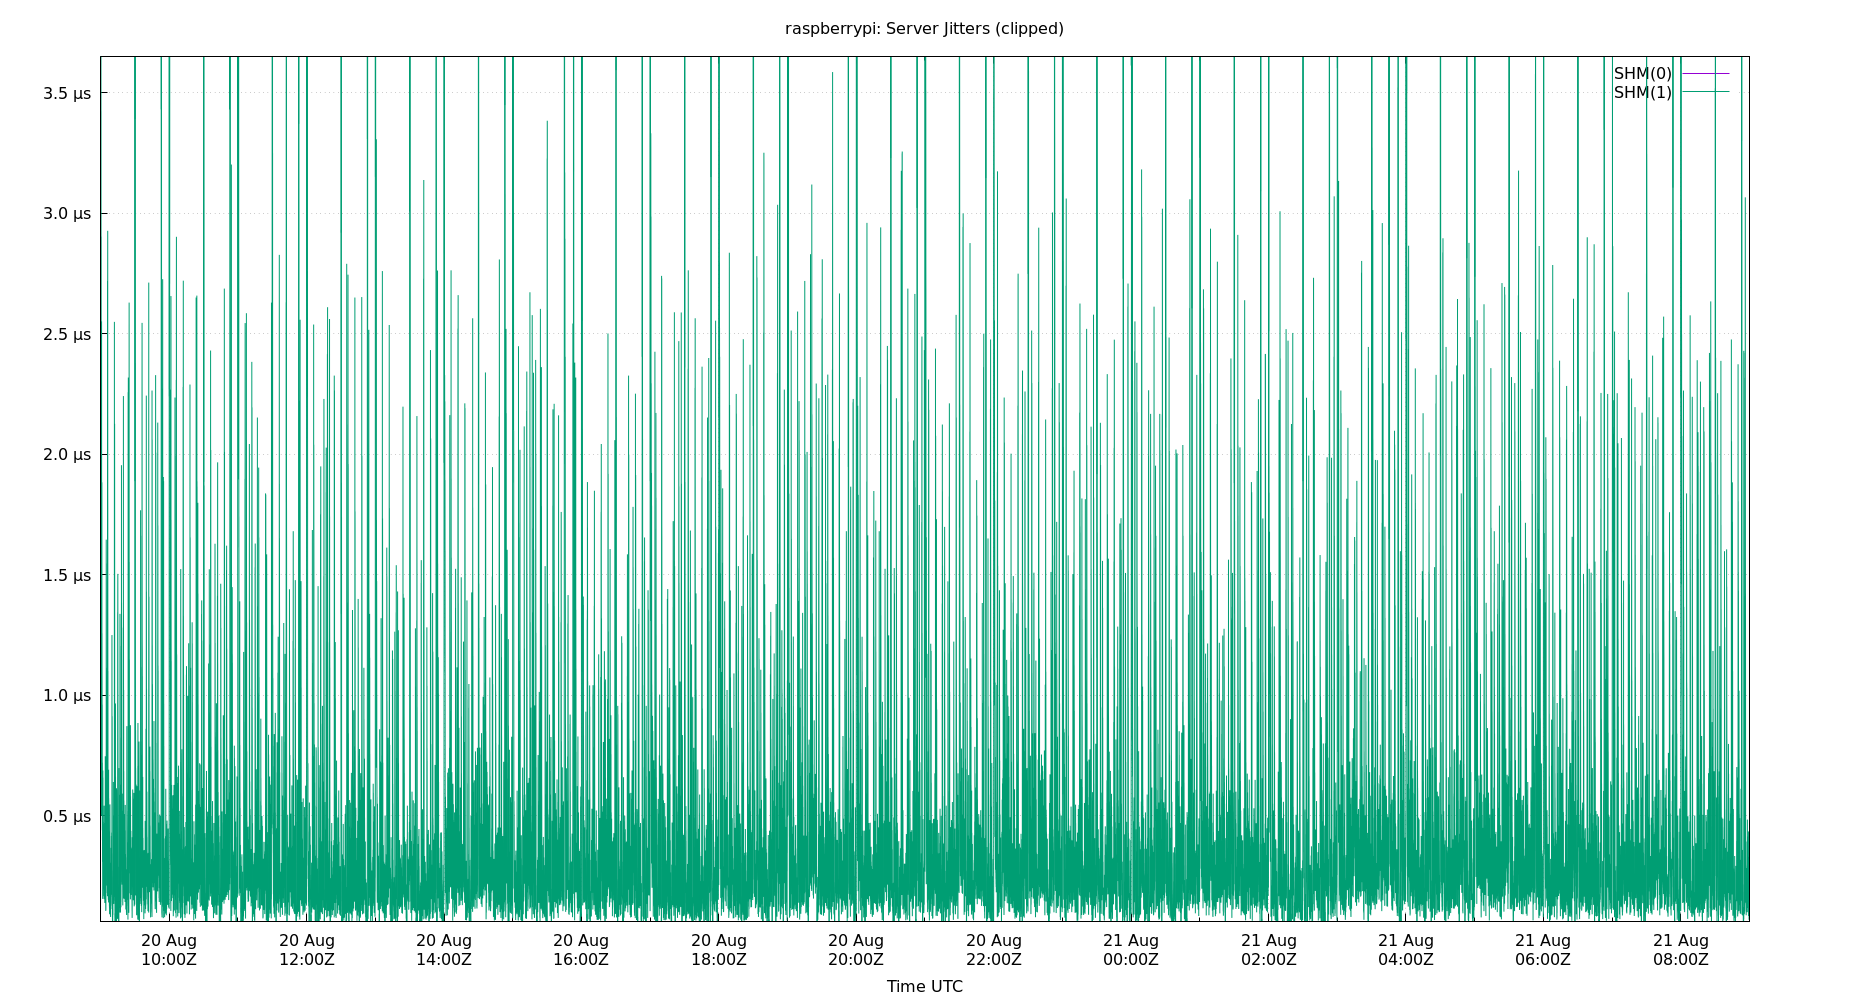 raspberrypi: Server Jitters (clipped)
SHM(0)
SHM(1)
3.5 µs
3.0 µs
2.5 µs
2.0 µs
1.5 µs
1.0 µs
0.5 µs
20 Aug 20 Aug 20 Aug 20 Aug 20 Aug 20 Aug 20 Aug 21 Aug 21 Aug 21 Aug 21 Aug 21 Aug
10:00Z 12:00Z 14:00Z 16:00Z 18:00Z 20:00Z 22:00Z 00:00Z 02:00Z 04:00Z 06:00Z 08:00Z
Time UTC